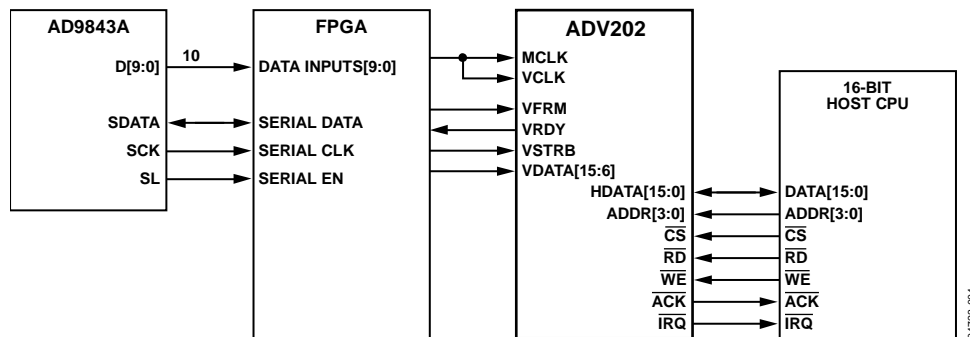 AD9843A
D[9:0]
10
SDATA
SCK
SL
FPGA
DATA INPUTS[9:0]
SERIAL DATA
SERIAL CLK
SERIAL EN
ADV202
MCLK
VCLK
VFRM
VRDY
VSTRB
VDATA[15:6]
HDATA[15:0]
ADDR[3:0]
CS
RD
WE
ACK
IRQ
16-BIT
HOST CPU
DATA[15:0]
ADDR[3:0]
CS
RD
WE
ACK
IRQ